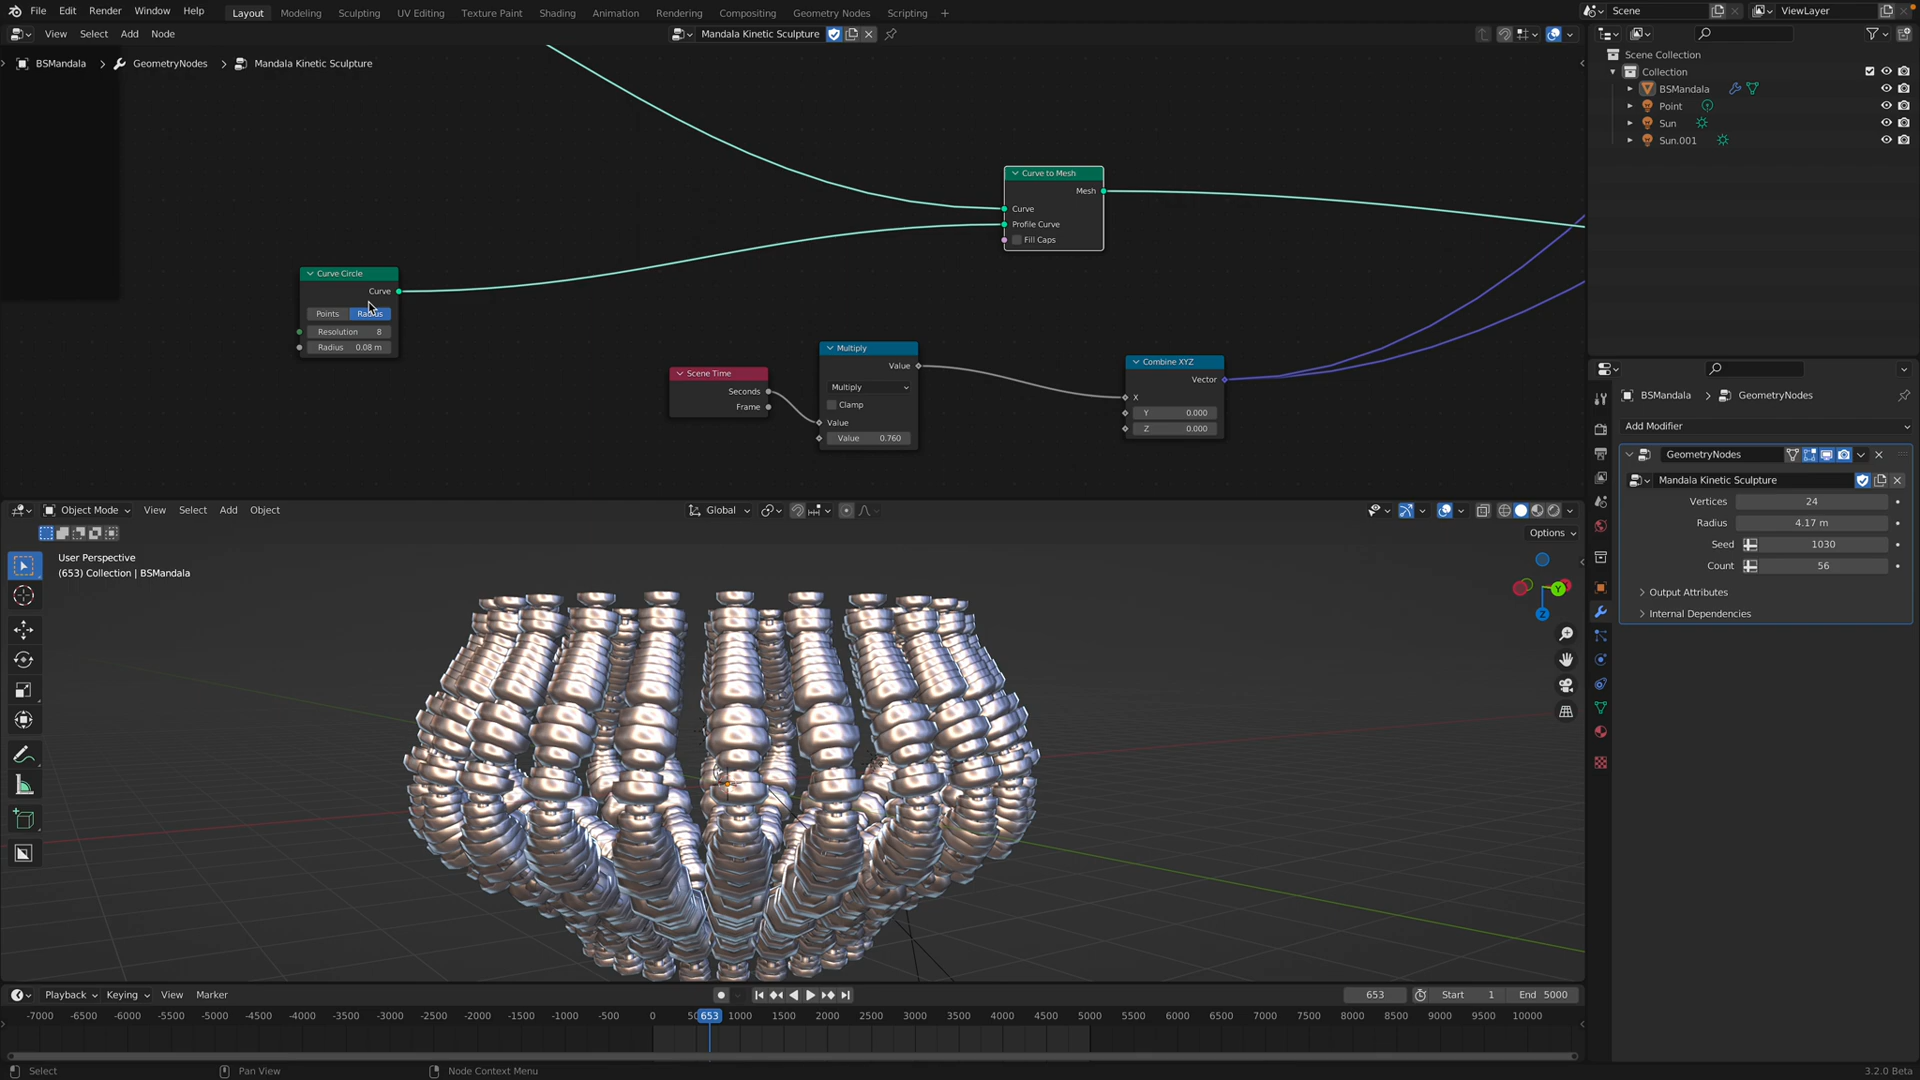 File Edit Render Window Help Layout Modeling Sculpting UV Editing Texture Paint Shading Animation Rendering Compositing Geometry Nodes Scripting + Scene ViewLayer
View Select Add Node Mandala Kinetic Sculpture
BSMandala > GeometryNodes > Mandala Kinetic Sculpture
Scene Collection
Collection
BSMandala
Point
Sun
Sun.001
Curve to Mesh
Mesh
Curve
Profile Curve
Fill Caps
Curve Circle
Curve
Points Radius
Resolution 8
Radius 0.08 m
Scene Time
Seconds
Frame
Multiply
Value
Multiply
Clamp
Value
Value 0.760
Combine XYZ
Vector
X
Y 0.000
Z 0.000
BSMandala > GeometryNodes
Add Modifier
GeometryNodes
Mandala Kinetic Sculpture
Vertices 24
Radius 4.17 m
Seed 1030
Count 56
Output Attributes
Internal Dependencies
Object Mode View Select Add Object Global
Options
User Perspective
(653) Collection | BSMandala
Y
Z
Playback Keying View Marker 653 Start 1 End 5000
-7000 -6500 -6000 -5500 -5000 -4500 -4000 -3500 -3000 -2500 -2000 -1500 -1000 -500 0 653 1000 1500 2000 2500 3000 3500 4000 4500 5000 5500 6000 6500 7000 7500 8000 8500 9000 9500 10000
Select Pan View Node Context Menu 3.2.0 Beta